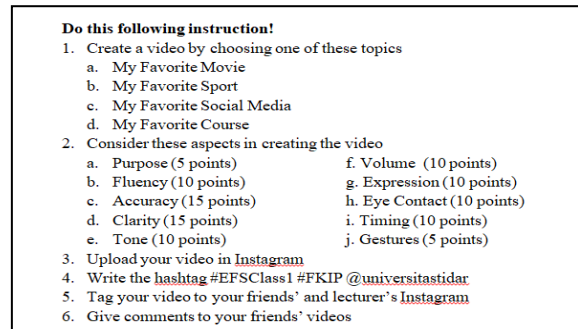 Do this following instruction!
1. Create a video by choosing one of these topics
a. My Favorite Movie
b. My Favorite Sport
c. My Favorite Social Media
d. My Favorite Course
2. Consider these aspects in creating the video
a. Purpose (5 points) f. Volume (10 points)
b. Fluency (10 points) g. Expression (10 points)
c. Accuracy (15 points) h. Eye Contact (10 points)
d. Clarity (15 points) i. Timing (10 points)
e. Tone (10 points) j. Gestures (5 points)
3. Upload your video in Instagram
4. Write the hashtag #EFSClass1 #FKIP @universitastidar
5. Tag your video to your friends’ and lecturer’s Instagram
6. Give comments to your friends’ videos